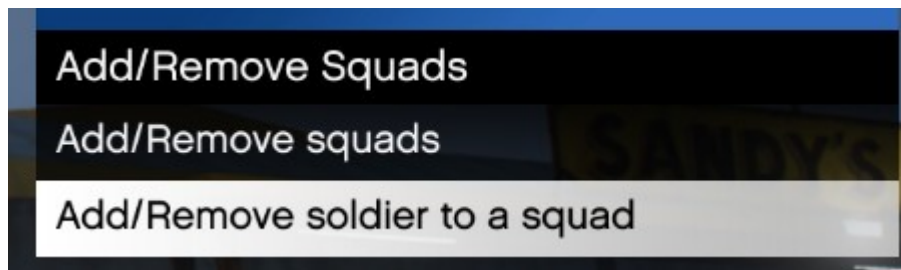 Add/Remove Squads
Add/Remove squads
SANDY'S
Add/Remove soldier to a squad